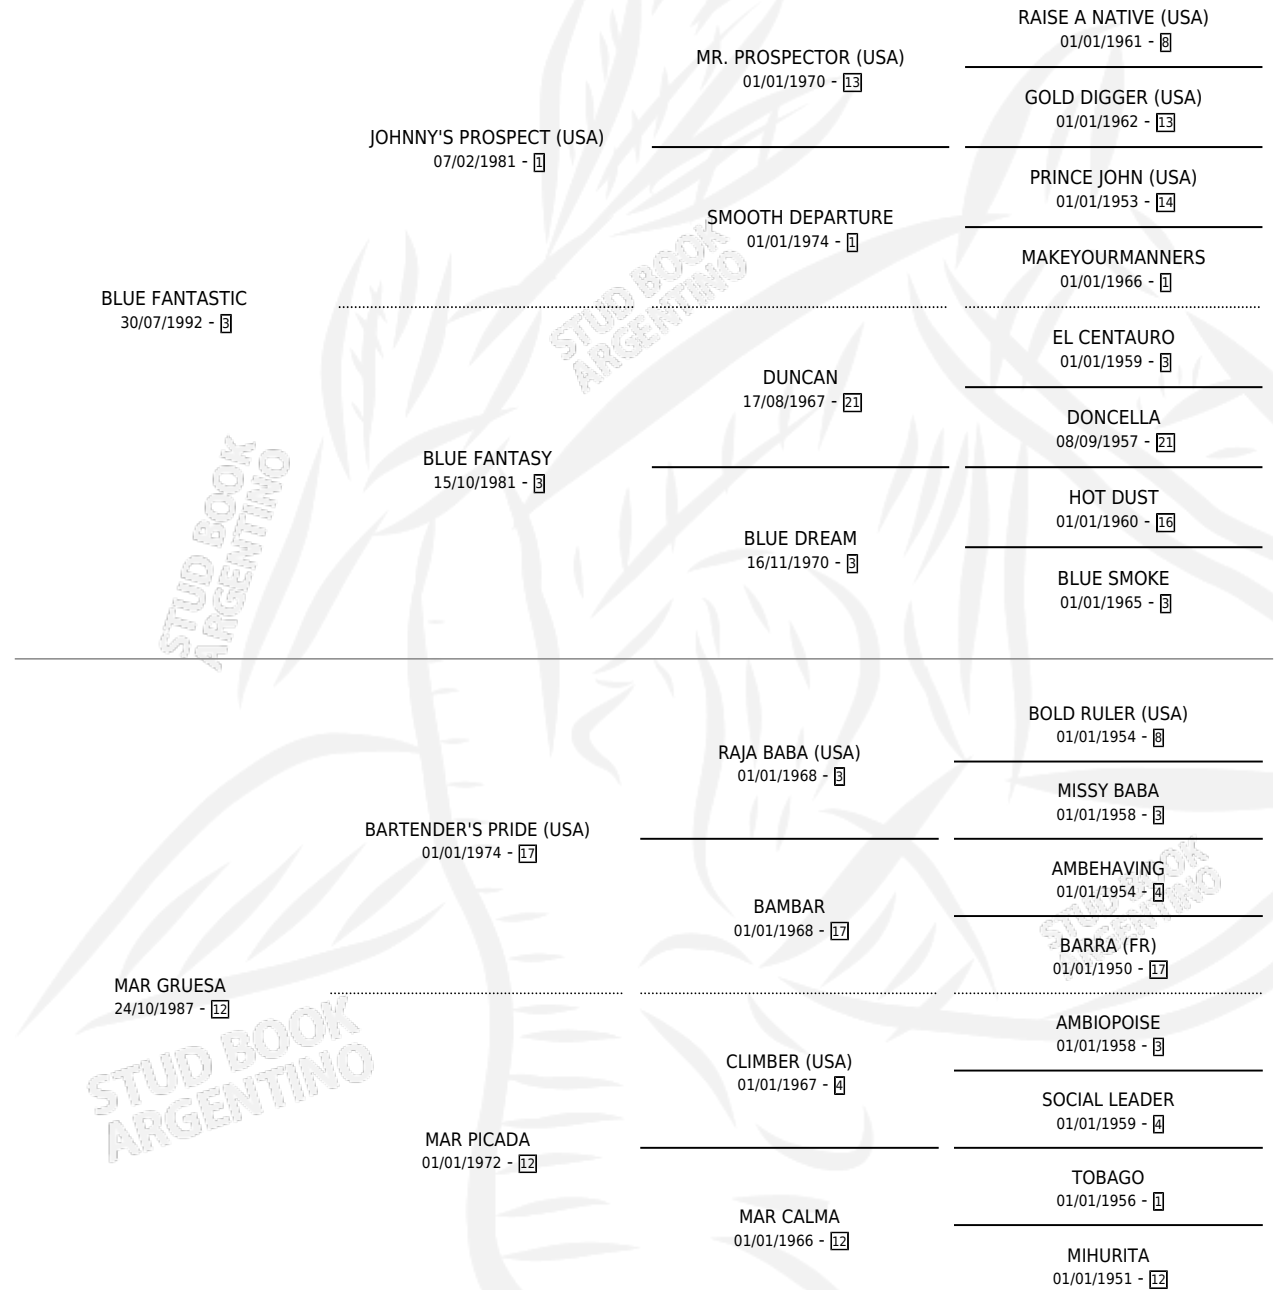 RAISE A NATIVE (USA)
01/01/1961 - 8
MR. PROSPECTOR (USA)
01/01/1970 - 13
GOLD DIGGER (USA)
01/01/1962 - 13
JOHNNY'S PROSPECT (USA)
07/02/1981 - 1
PRINCE JOHN (USA)
01/01/1953 - 14
SMOOTH DEPARTURE
01/01/1974 - 1
MAKEYOURMANNERS
01/01/1966 - 1
BLUE FANTASTIC
30/07/1992 - 3
EL CENTAURO
01/01/1959 - 3
DUNCAN
17/08/1967 - 21
DONCELLA
08/09/1957 - 21
BLUE FANTASY
15/10/1981 - 3
HOT DUST
01/01/1960 - 16
BLUE DREAM
16/11/1970 - 3
BLUE SMOKE
01/01/1965 - 3
STUD BOOK
ARGENTINO
STUD BOOK
ARGENTINO
BOLD RULER (USA)
01/01/1954 - 8
RAJA BABA (USA)
01/01/1968 - 3
MISSY BABA
01/01/1958 - 3
BARTENDER'S PRIDE (USA)
01/01/1974 - 17
AMBEHAVING
01/01/1954 - 4
BAMBAR
01/01/1968 - 17
BARRA (FR)
01/01/1950 - 17
MAR GRUESA
24/10/1987 - 12
AMBIOPOISE
01/01/1958 - 3
CLIMBER (USA)
01/01/1967 - 4
SOCIAL LEADER
01/01/1959 - 4
MAR PICADA
01/01/1972 - 12
TOBAGO
01/01/1956 - 1
MAR CALMA
01/01/1966 - 12
MIHURITA
01/01/1951 - 12
STUD BOOK
ARGENTINO
STUD BOOK
ARGENTINO